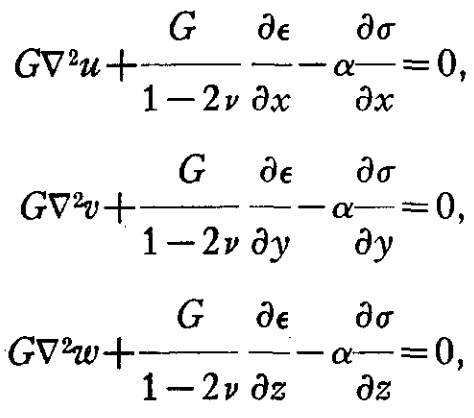 G∇²u + G/(1−2ν) ∂ϵ/∂x − α ∂σ/∂x = 0,
G∇²v + G/(1−2ν) ∂ϵ/∂y − α ∂σ/∂y = 0,
G∇²w + G/(1−2ν) ∂ϵ/∂z − α ∂σ/∂z = 0,